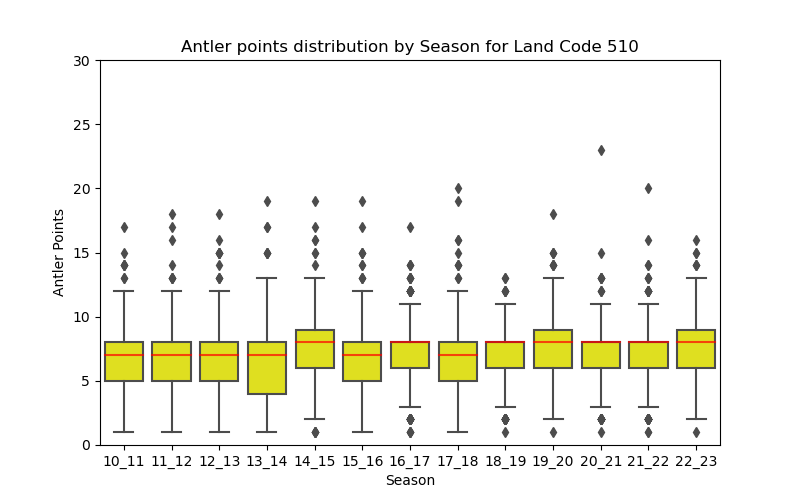 Antler points distribution by Season for Land Code 510
30
25
20
15
10
5
0
Antler Points
10_11 11_12 12_13 13_14 14_15 15_16 16_17 17_18 18_19 19_20 20_21 21_22 22_23
Season